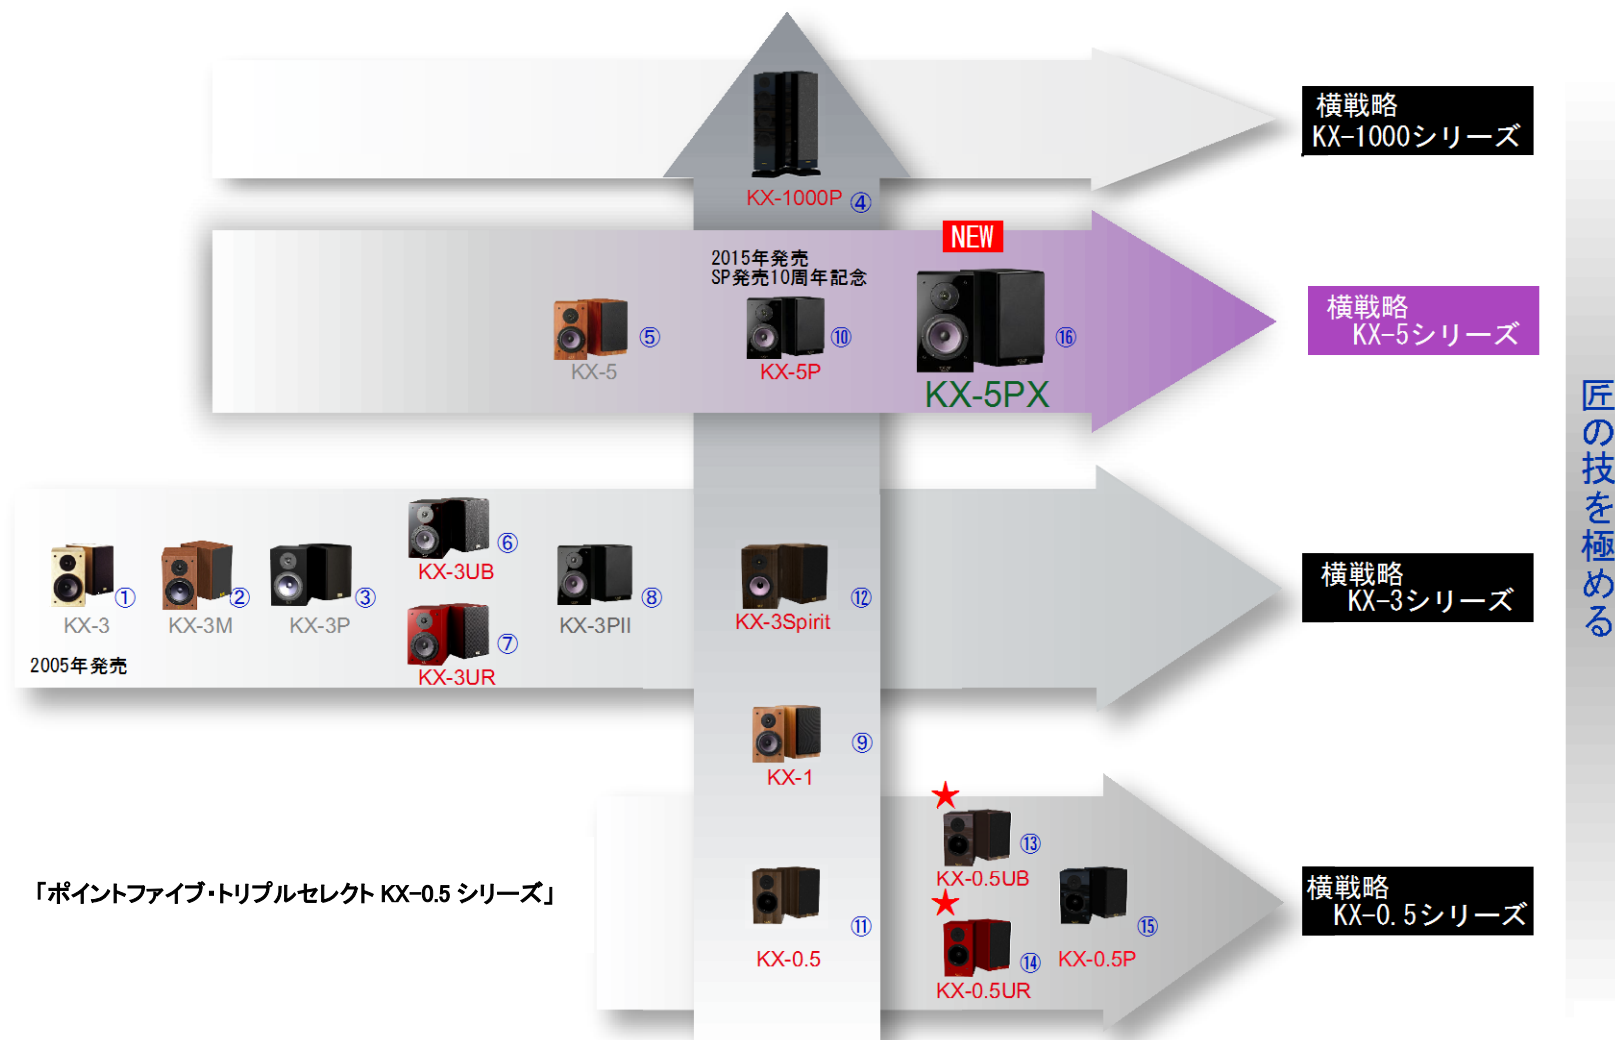 横戦略
KX-1000シリーズ
KX-1000P ④
NEW
2015年発売
SP発売10周年記念
⑤
⑩
⑯
KX-5
KX-5P
KX-5PX
横戦略
KX-5シリーズ
匠の技を極める
①
②
③
⑥
KX-3UB
⑧
⑫
KX-3
KX-3M
KX-3P
⑦
KX-3UR
KX-3PII
KX-3Spirit
2005年発売
横戦略
KX-3シリーズ
⑨
KX-1
★
⑬
KX-0.5UB
★
「ポイントファイブ・トリプルセレクト KX-0.5 シリーズ」
⑪
KX-0.5
⑭
KX-0.5UR
⑮
KX-0.5P
横戦略
KX-0.5シリーズ